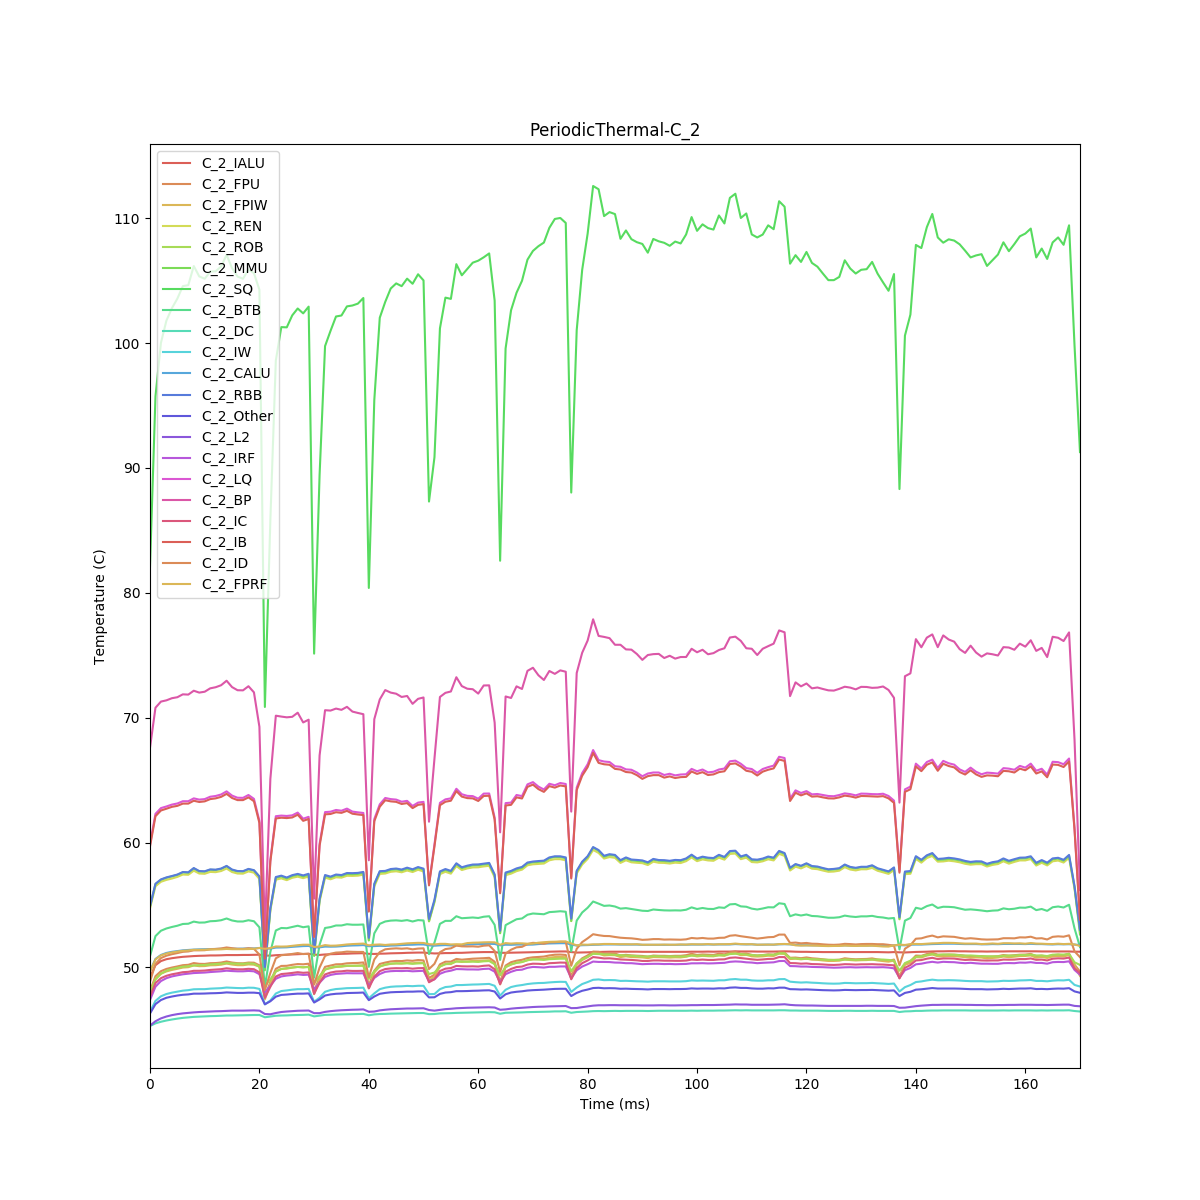 PeriodicThermal-C_2
C_2_IALU
C_2_FPU
C_2_FPIW
C_2_REN
C_2_ROB
C_2_MMU
C_2_SQ
C_2_BTB
C_2_DC
C_2_IW
C_2_CALU
C_2_RBB
C_2_Other
C_2_L2
C_2_IRF
C_2_LQ
C_2_BP
C_2_IC
C_2_IB
C_2_ID
C_2_FPRF
110
100
90
80
70
60
50
Temperature (C)
0 20 40 60 80 100 120 140 160
Time (ms)